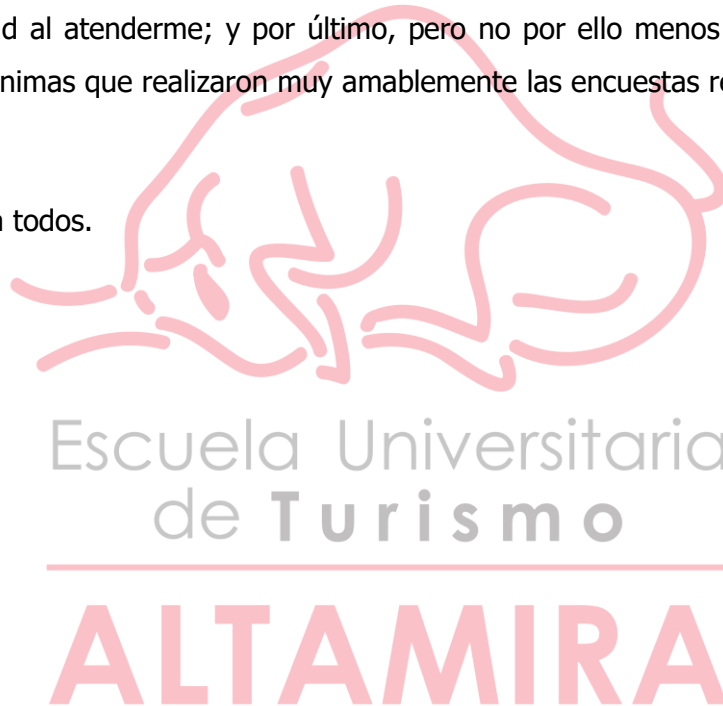 d al atenderme; y por último, pero no por ello menos
nimas que realizaron muy amablemente las encuestas re
todos.
Escuela Universitaria
de Turismo
ALTAMIRA